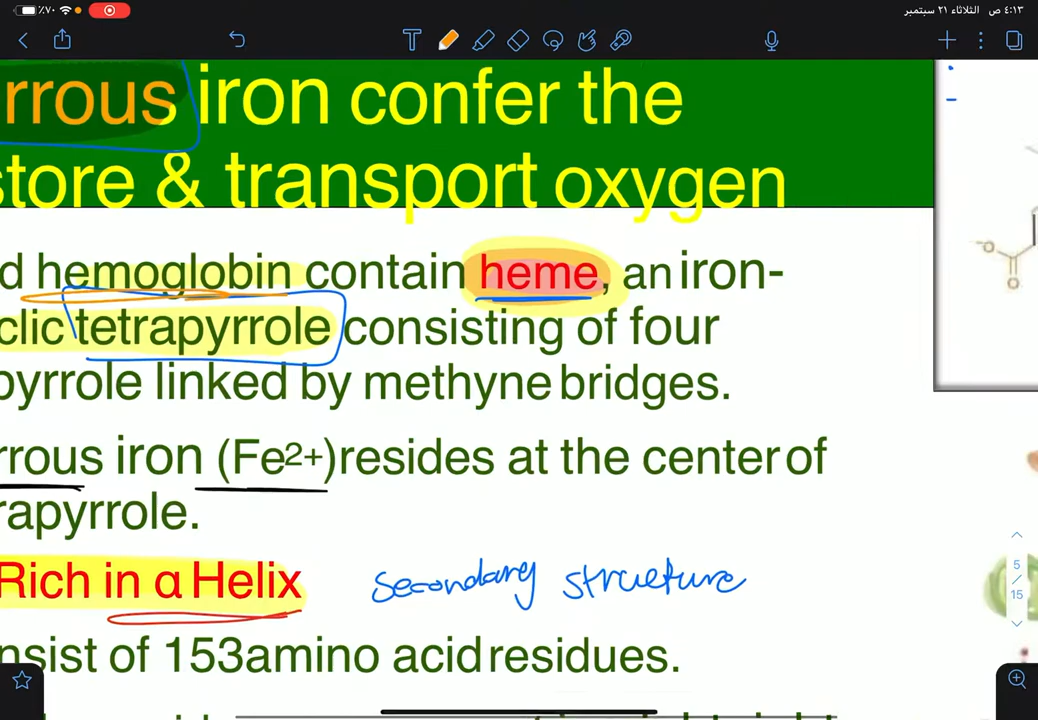 ٤:١٣ ص الثلاثاء ٢١ سبتمبر
٪٧٠
rrous iron confer the
store & transport oxygen
d hemoglobin contain heme, an iron-
clic tetrapyrrole consisting of four
pyrrole linked by methyne bridges.
rrous iron (Fe2+)resides at the center of
rapyrrole.
Rich in α Helix
Secondary structure
nsist of 153amino acid residues.
O
O
5
/
15